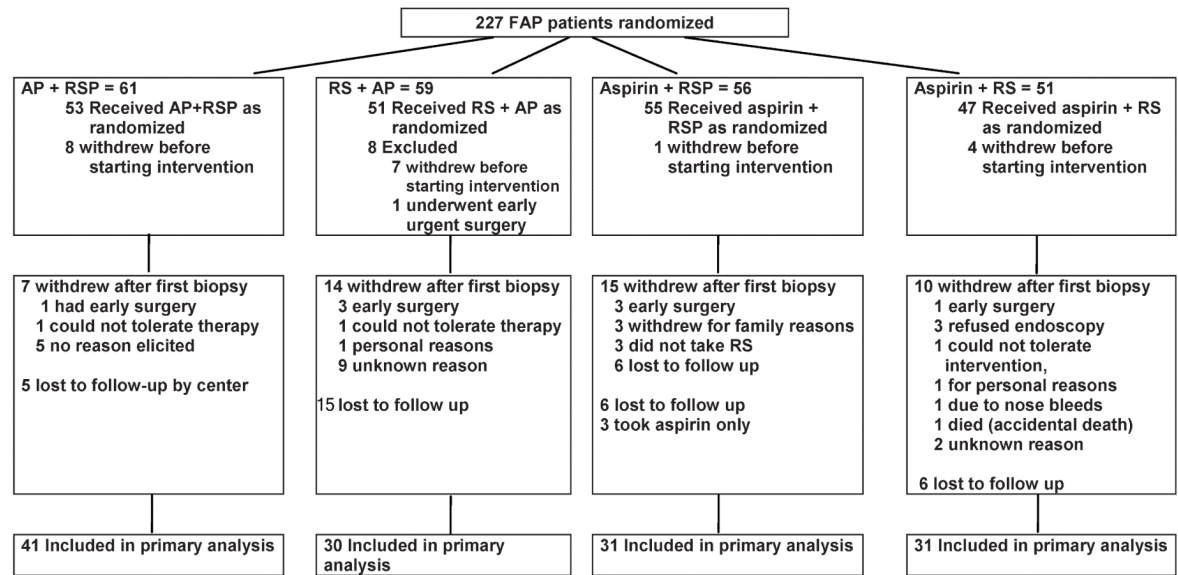 227 FAP patients randomized
AP + RSP = 61
53 Received AP+RSP as
randomized
8 withdrew before
starting intervention
RS + AP = 59
51 Received RS + AP as
randomized
8 Excluded
7 withdrew before
starting intervention
1 underwent early
urgent surgery
Aspirin + RSP = 56
55 Received aspirin +
RSP as randomized
1 withdrew before
starting intervention
Aspirin + RS = 51
47 Received aspirin + RS
as randomized
4 withdrew before
starting intervention
7 withdrew after first biopsy
1 had early surgery
1 could not tolerate therapy
5 no reason elicited
5 lost to follow-up by center
14 withdrew after first biopsy
3 early surgery
1 could not tolerate therapy
1 personal reasons
9 unknown reason
15 lost to follow up
15 withdrew after first biopsy
3 early surgery
3 withdrew for family reasons
3 did not take RS
6 lost to follow up
6 lost to follow up
3 took aspirin only
10 withdrew after first biopsy
1 early surgery
3 refused endoscopy
1 could not tolerate
intervention,
1 for personal reasons
1 due to nose bleeds
1 died (accidental death)
2 unknown reason
6 lost to follow up
41 Included in primary analysis
30 Included in primary
analysis
31 Included in primary analysis
31 Included in primary analysis